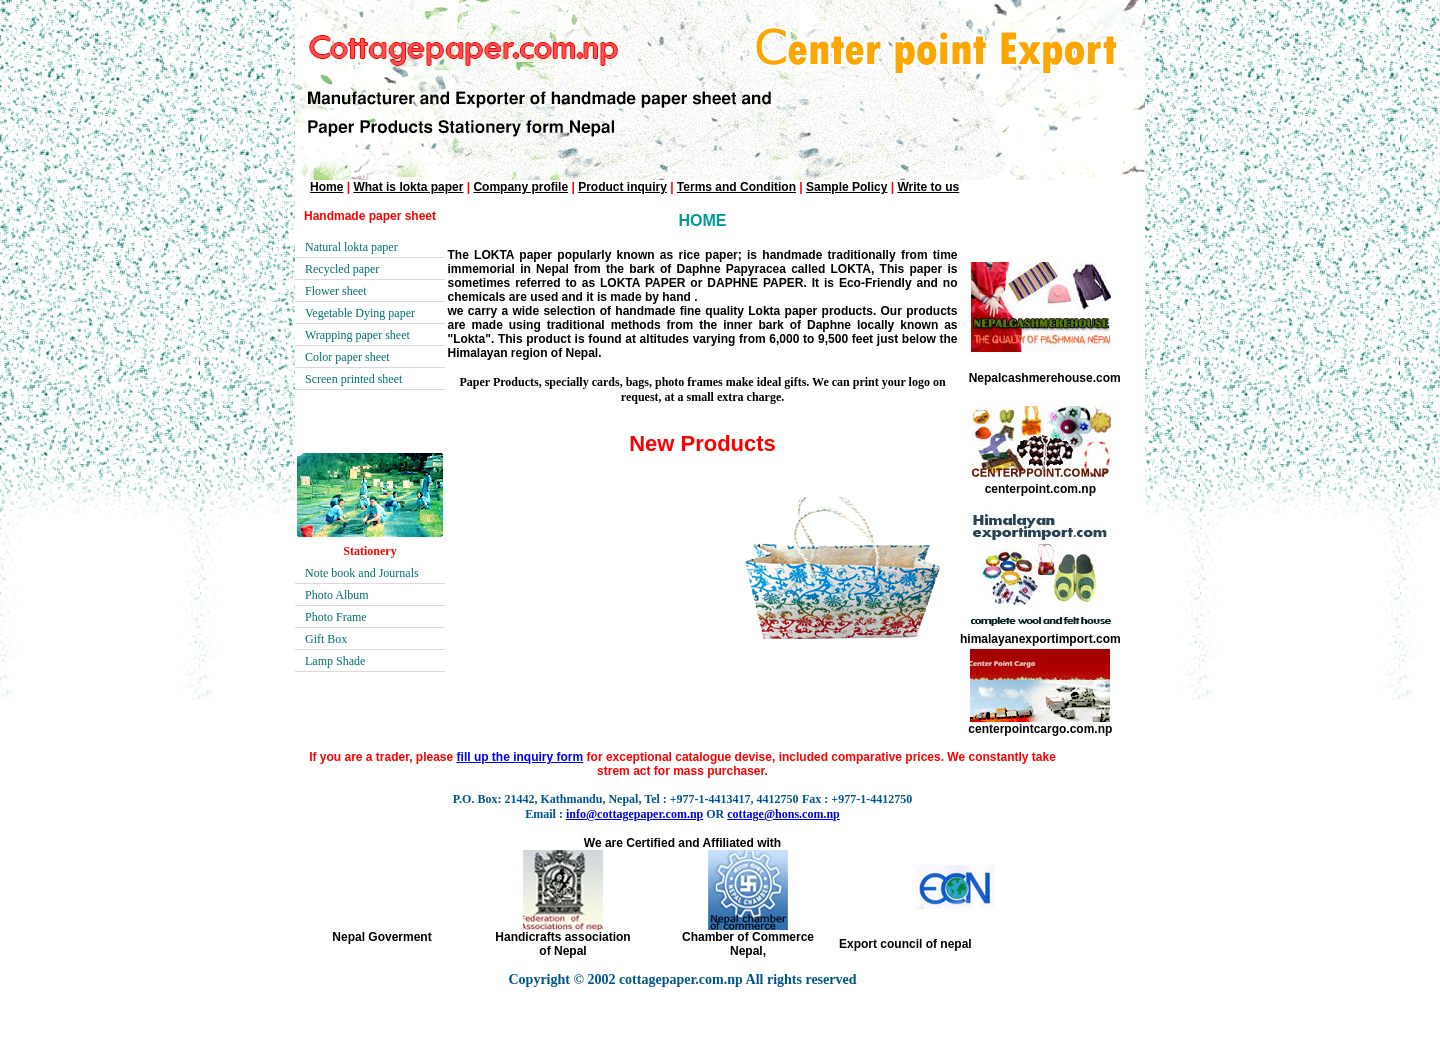 Cottagepaper.com.np
Center point Export
Manufacturer and Exporter of handmade paper sheet and
Paper Products Stationery form Nepal
Home | What is lokta paper | Company profile | Product inquiry | Terms and Condition | Sample Policy | Write to us
Handmade paper sheet
Natural lokta paper
Recycled paper
Flower sheet
Vegetable Dying paper
Wrapping paper sheet
Color paper sheet
Screen printed sheet
Stationery
Note book and Journals
Photo Album
Photo Frame
Gift Box
Lamp Shade
HOME
The LOKTA paper popularly known as rice paper; is handmade traditionally from time
immemorial in Nepal from the bark of Daphne Papyracea called LOKTA, This paper is
sometimes referred to as LOKTA PAPER or DAPHNE PAPER. It is Eco-Friendly and no
chemicals are used and it is made by hand .
we carry a wide selection of handmade fine quality Lokta paper products. Our products
are made using traditional methods from the inner bark of Daphne locally known as
"Lokta". This product is found at altitudes varying from 6,000 to 9,500 feet just below the
Himalayan region of Nepal.
Paper Products, specially cards, bags, photo frames make ideal gifts. We can print your logo on
request, at a small extra charge.
New Products
NEPALCASHMEREHOUSE
THE QUALTY OF PASHMINA NEPAL
Nepalcashmerehouse.com
CENTERPPOINT.COM.NP
centerpoint.com.np
Himalayan
exportimport.com
complete wool and felt house
himalayanexportimport.com
Center Point Cargo
centerpointcargo.com.np
If you are a trader, please fill up the inquiry form for exceptional catalogue devise, included comparative prices. We constantly take
strem act for mass purchaser.
P.O. Box: 21442, Kathmandu, Nepal, Tel : +977-1-4413417, 4412750 Fax : +977-1-4412750
Email : info@cottagepaper.com.np OR cottage@hons.com.np
We are Certified and Affiliated with
Federation of
Associations of nepa
Nepal chamber
of commerce
ECN
Nepal Goverment
Handicrafts association
of Nepal
Chamber of Commerce
Nepal,
Export council of nepal
Copyright © 2002 cottagepaper.com.np All rights reserved